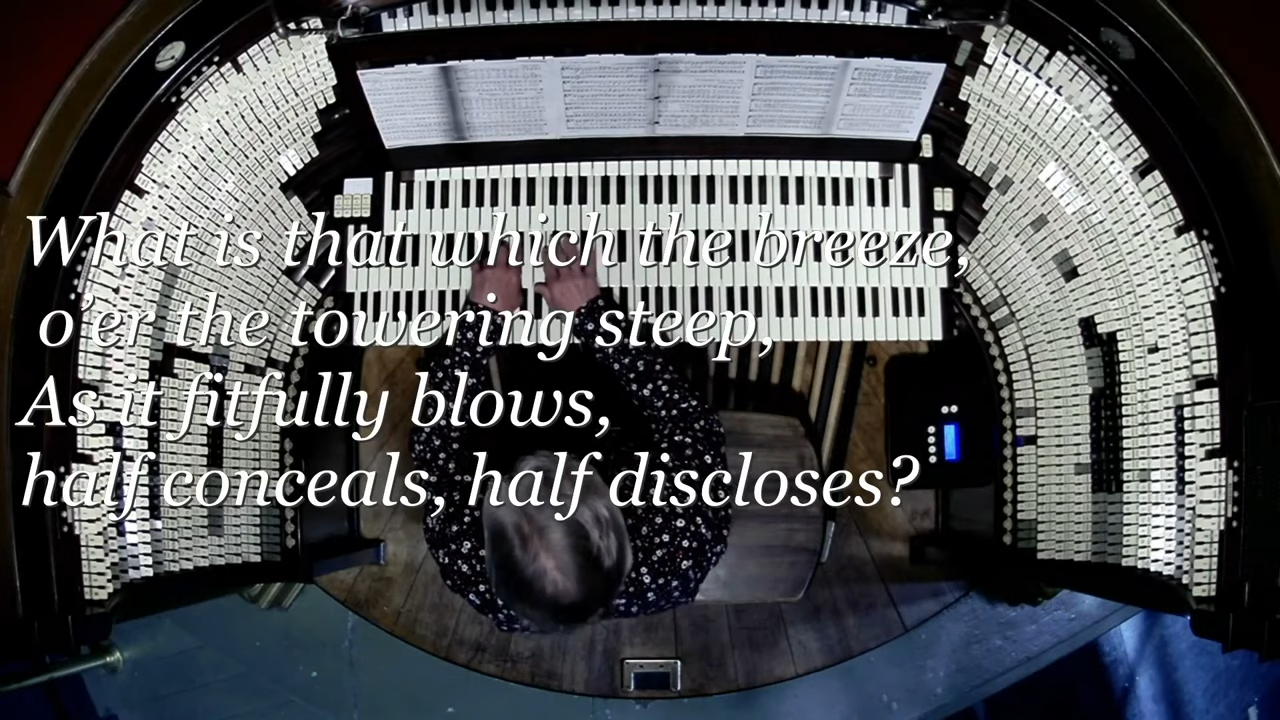 What is that which the breeze,
o'er the towering steep,
As it fitfully blows,
half conceals, half discloses?